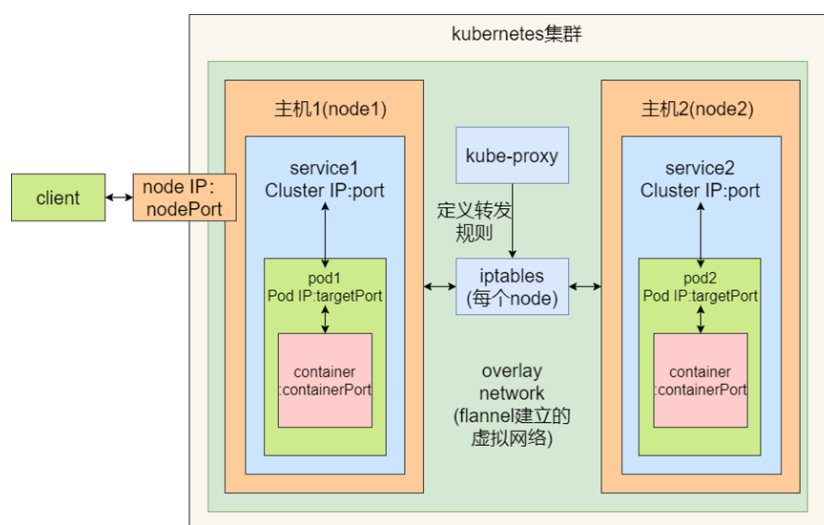 kubernetes集群
主机1(node1)
主机2(node2)
kube-proxy
service1
Cluster IP:port
service2
Cluster IP:port
client
node IP:
nodePort
定义转发
规则
pod1
Pod IP:targetPort
iptables
(每个node)
pod2
Pod IP:targetPort
container
:containerPort
overlay
network
(flannel建立的
虚拟网络)
container
:containerPort